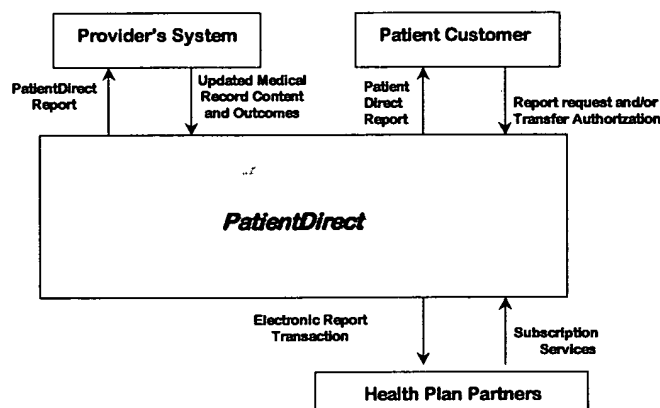 Provider's System
Patient Customer
PatientDirect
Report
Updated Medical
Record Content
and Outcomes
Patient
Direct
Report
Report request and/or
Transfer Authorization
PatientDirect
Electronic Report
Transaction
Subscription
Services
Health Plan Partners